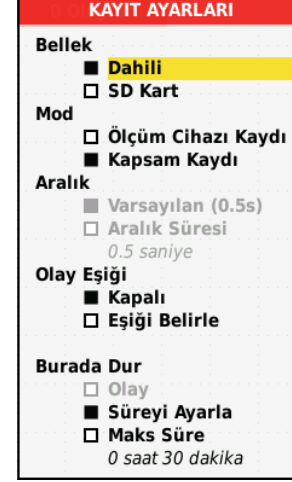 KAYIT AYARLARI
Bellek
Dahili
SD Kart
Mod
Ölçüm Cihazı Kaydı
Kapsam Kaydı
Aralık
Varsayılan (0.5s)
Aralık Süresi
0.5 saniye
Olay Eşiği
Kapalı
Eşiği Belirle
Burada Dur
Olay
Süreyi Ayarla
Maks Süre
0 saat 30 dakika